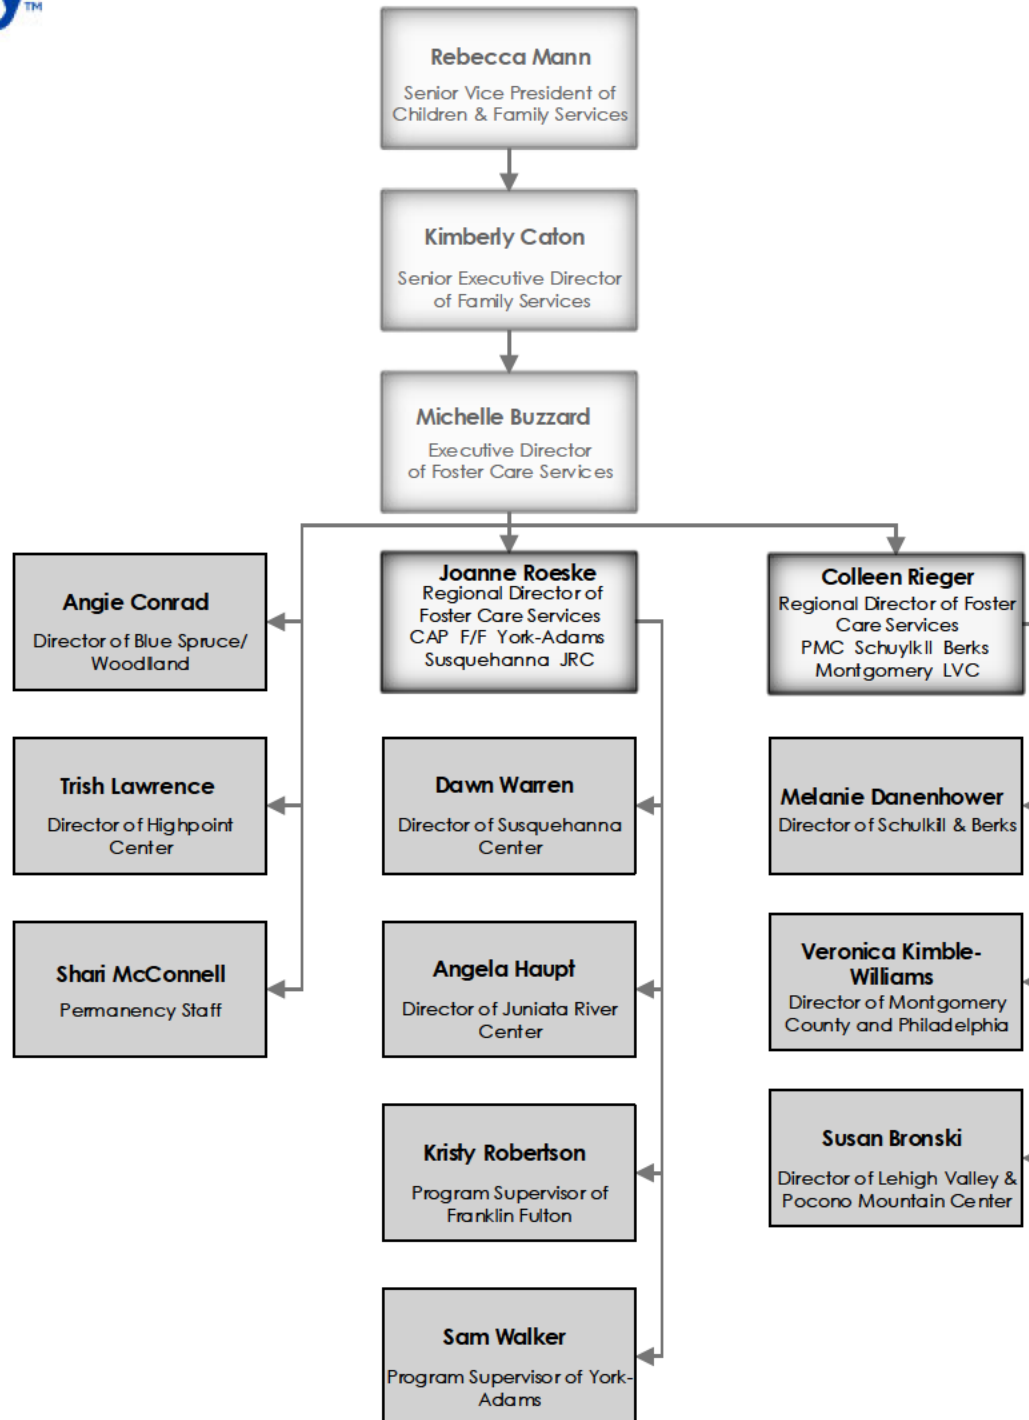 TM
Rebecca Mann
Senior Vice President of
Children & Family Services
Kimberly Caton
Senior Executive Director
of Family Services
Michelle Buzzard
Executive Director
of Foster Care Services
Angie Conrad
Director of Blue Spruce/
Woodlland
Trish Lawrence
Director of Highpoint
Center
Shari McConnell
Permanency Staff
Joanne Roeske
Regional Director of
Foster Care Services
CAP F/F York-Adams
Susquehanna JRC
Dawn Warren
Director of Susquehanna
Center
Angela Haupt
Director of Juniata River
Center
Kristy Robertson
Program Supervisor of
Franklin Fulton
Sam Walker
Program Supervisor of York-
Adams
Colleen Rieger
Regional Director of Foster
Care Services
PMC Schuylkll Berks
Montgomery LVC
Melanie Danenhower
Director of Schulkill & Berks
Veronica Kimble-
Williams
Director of Montgomery
County and Philadelphia
Susan Bronski
Director of Lehigh Valley &
Pocono Mountain Center